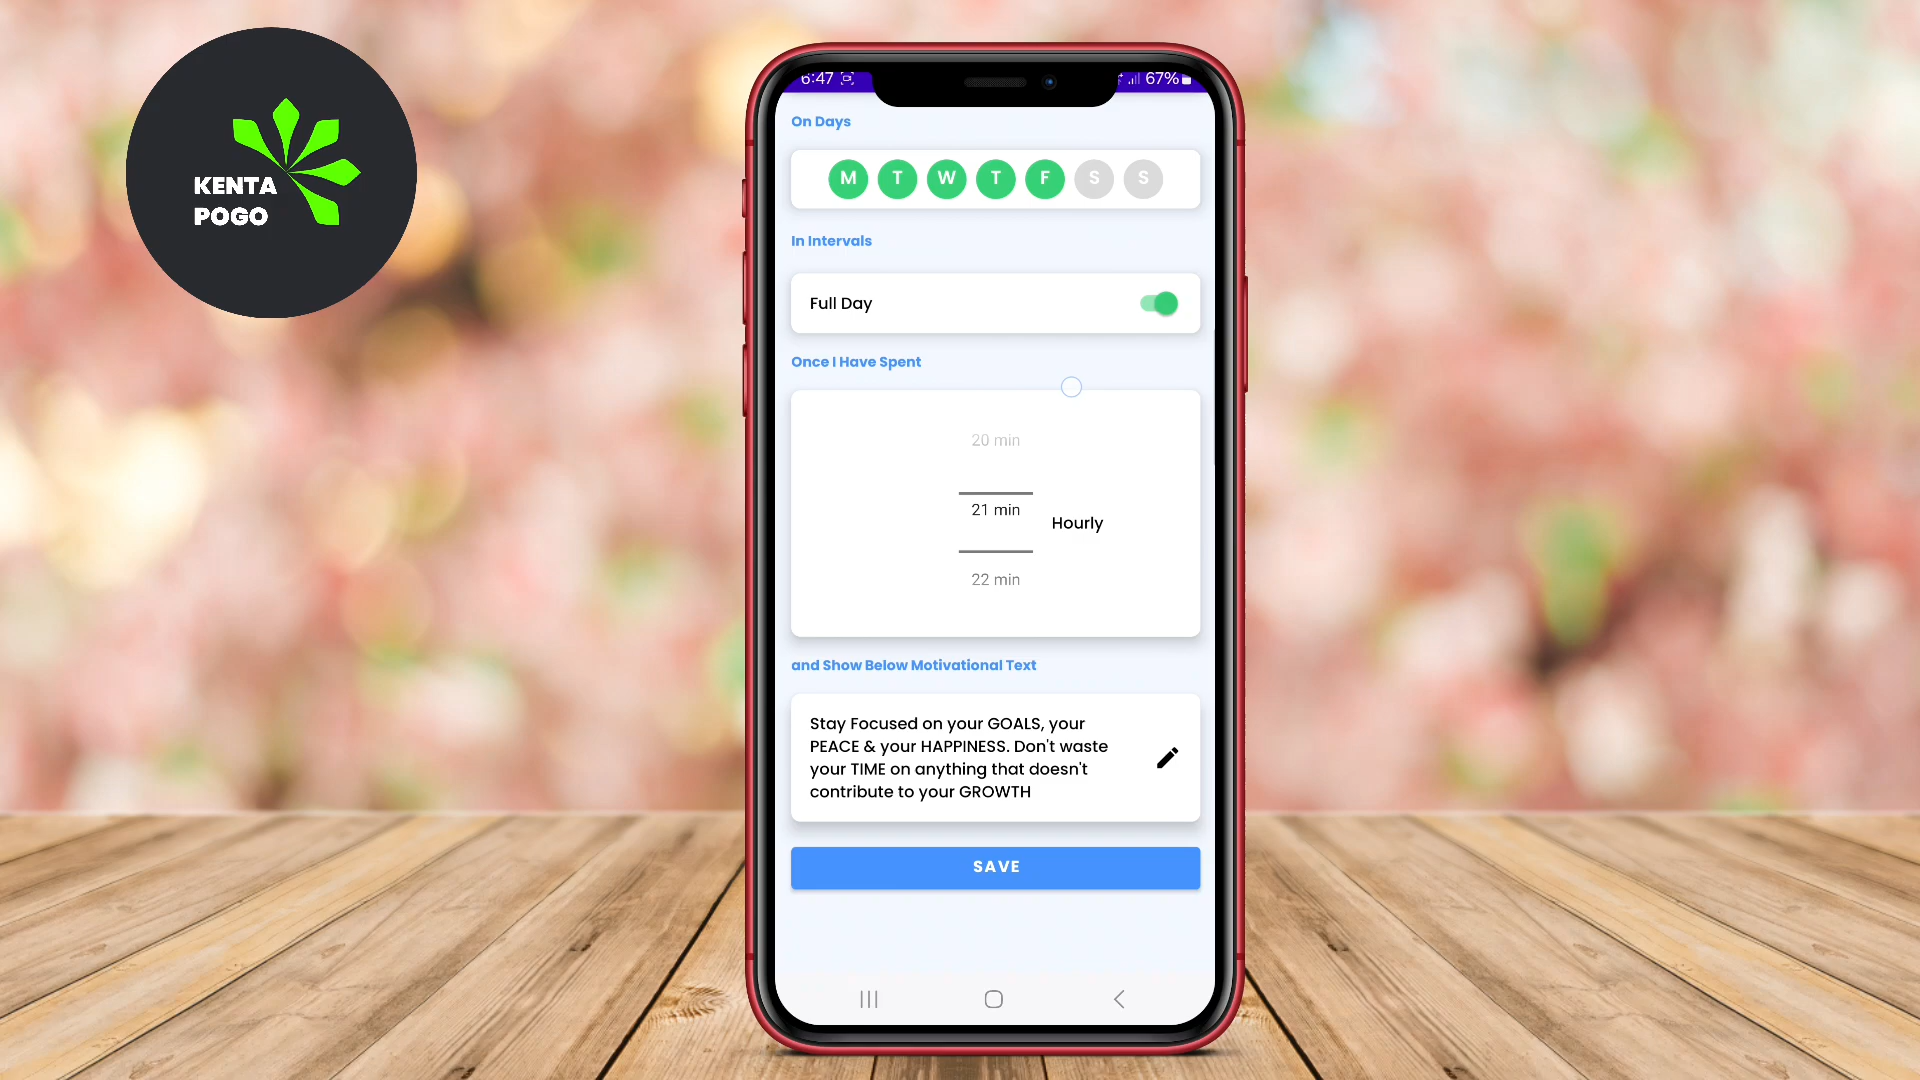 KENTA
POGO
6:47 67%
On Days
M T W T F S S
In Intervals
Full Day
Once I Have Spent
20 min
21 min
Hourly
22 min
and Show Below Motivational Text
Stay Focused on your GOALS, your
PEACE & your HAPPINESS. Don't waste
your TIME on anything that doesn't
contribute to your GROWTH
SAVE